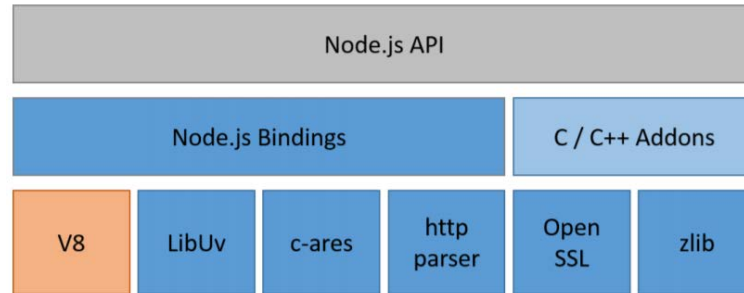 Node.js API
Node.js Bindings
C / C++ Addons
V8
LibUv
c-ares
http
parser
Open
SSL
zlib